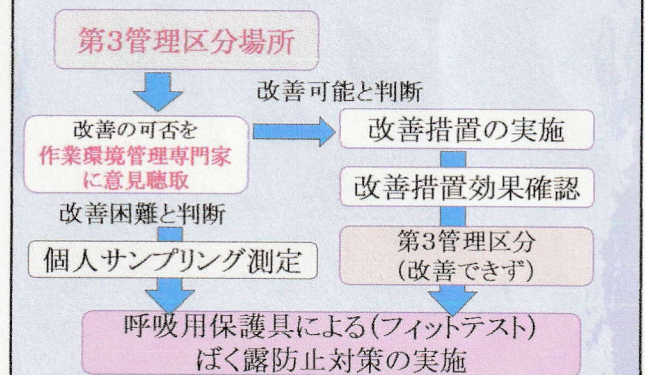 第3管理区分場所
改善可能と判断
改善の可否を
作業環境管理専門家
に意見聴取
改善措置の実施
改善措置効果確認
改善困難と判断
個人サンプリング測定
第3管理区分
(改善できず)
呼吸用保護具による(フィットテスト)
ばく露防止対策の実施